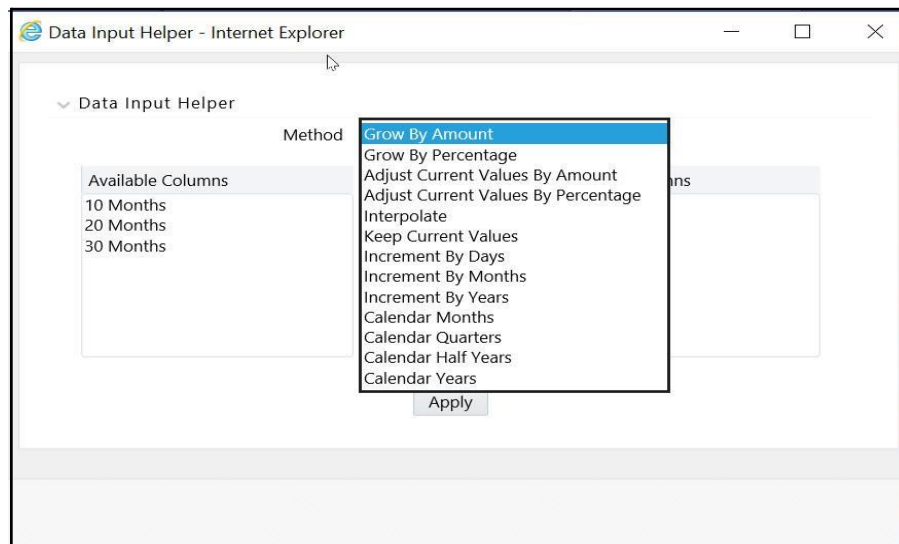 Data Input Helper - Internet Explorer
Data Input Helper
Method
Grow By Amount
Grow By Percentage
Adjust Current Values By Amount
Adjust Current Values By Percentage
Interpolate
Keep Current Values
Increment By Days
Increment By Months
Increment By Years
Calendar Months
Calendar Quarters
Calendar Half Years
Calendar Years
Available Columns
10 Months
20 Months
30 Months
Apply